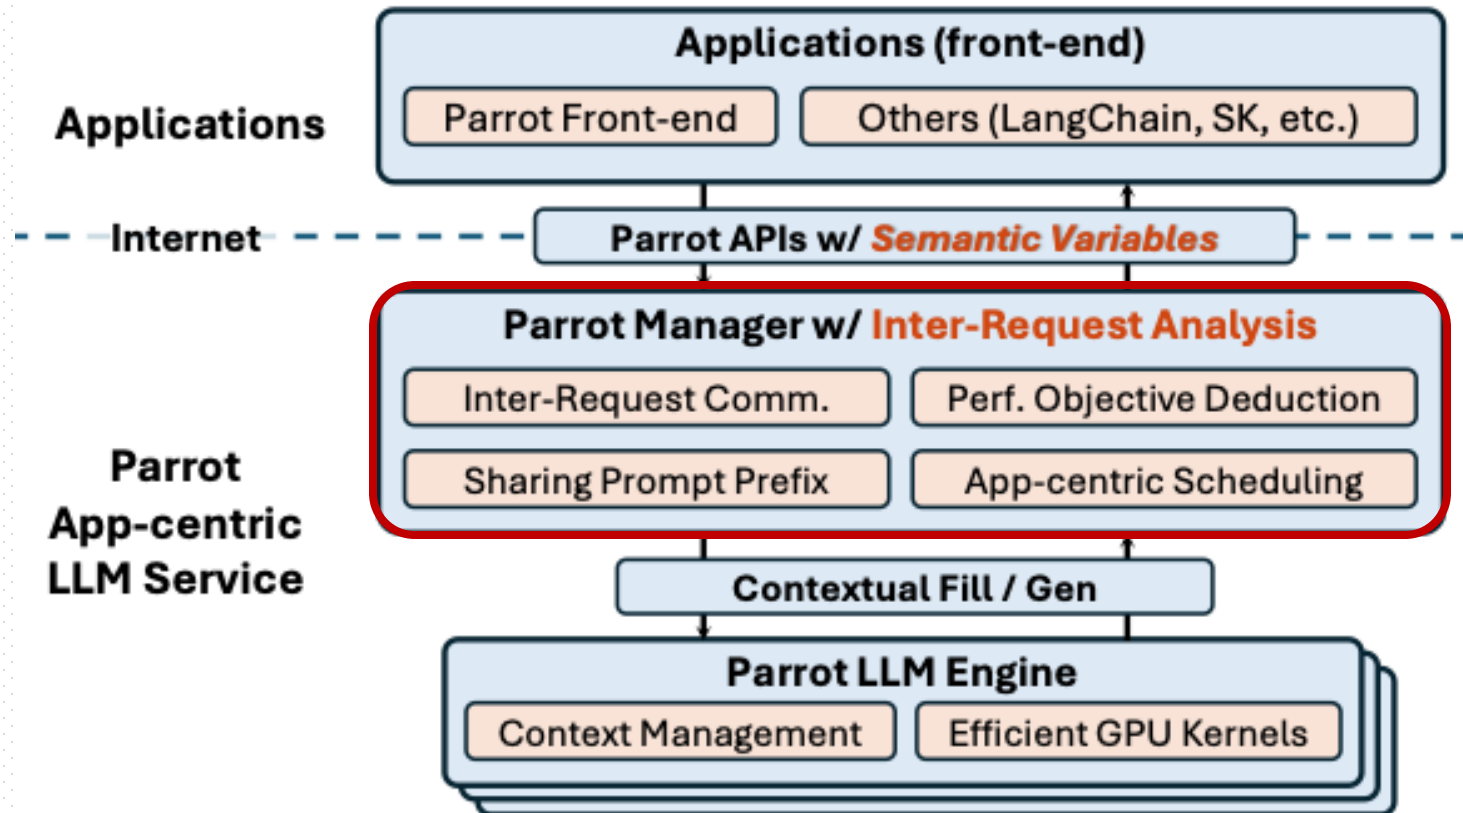 Applications (front-end)
Applications
Parrot Front-end
Others (LangChain, SK, etc.)
Internet
Parrot APIs w/ Semantic Variables
Parrot Manager w/ Inter-Request Analysis
Inter-Request Comm.
Perf. Objective Deduction
Sharing Prompt Prefix
App-centric Scheduling
Parrot
App-centric
LLM Service
Contextual Fill / Gen
Parrot LLM Engine
Context Management
Efficient GPU Kernels